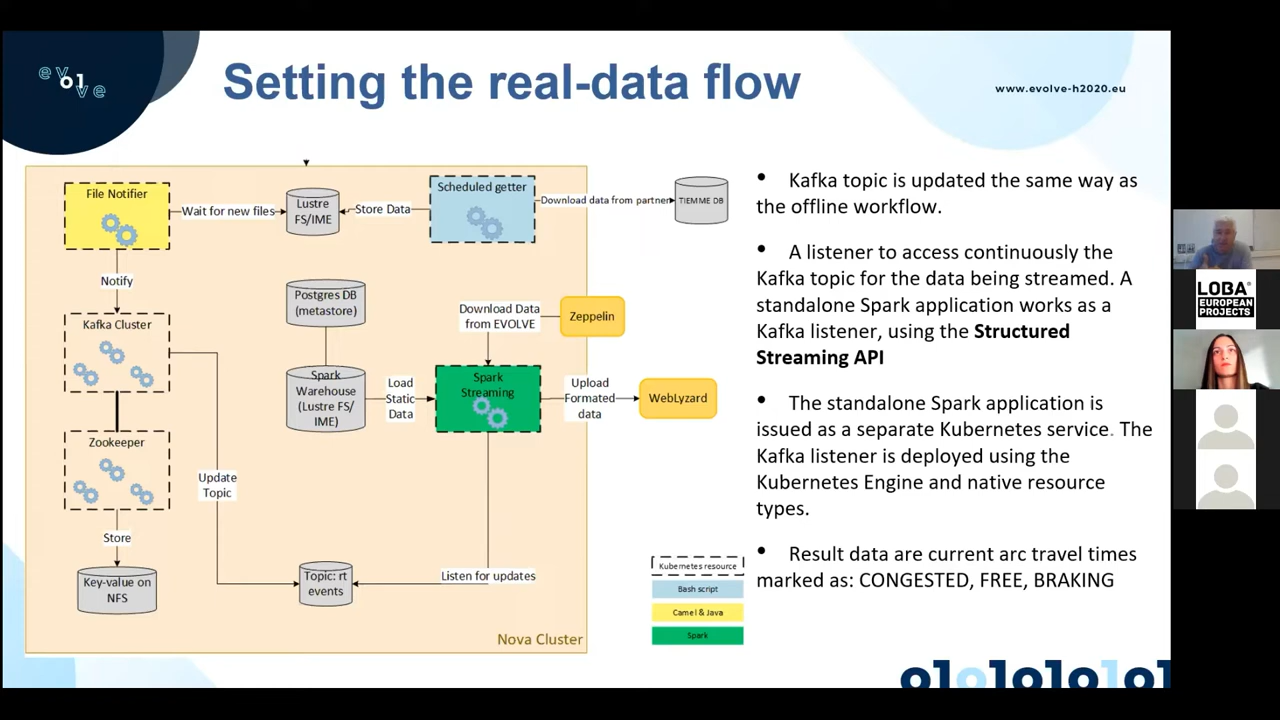 ev
o1
ve
Setting the real-data flow
www.evolve-h2020.eu
File Notifier
Wait for new files
Lustre
FS/IME
Store Data
Scheduled getter
Download data from partner
TIEMME DB
Notify
Kafka Cluster
Postgres DB
(metastore)
Download Data
from EVOLVE
Zeppelin
Spark
Warehouse
(Lustre FS/
IME)
Load
Static
Data
Spark
Streaming
Upload
Formated
data
WebLyzard
Zookeeper
Update
Topic
Store
Key-value on
NFS
Topic: rt
events
Listen for updates
Nova Cluster
Kubernetes resource
Bash script
Camel & Java
Spark
• Kafka topic is updated the same way as
the offline workflow.
• A listener to access continuously the
Kafka topic for the data being streamed. A
standalone Spark application works as a
Kafka listener, using the Structured
Streaming API
• The standalone Spark application is
issued as a separate Kubernetes service. The
Kafka listener is deployed using the
Kubernetes Engine and native resource
types.
• Result data are current arc travel times
marked as: CONGESTED, FREE, BRAKING
o1o1o1o1o1
LOBA®
EUROPEAN
PROJECTS